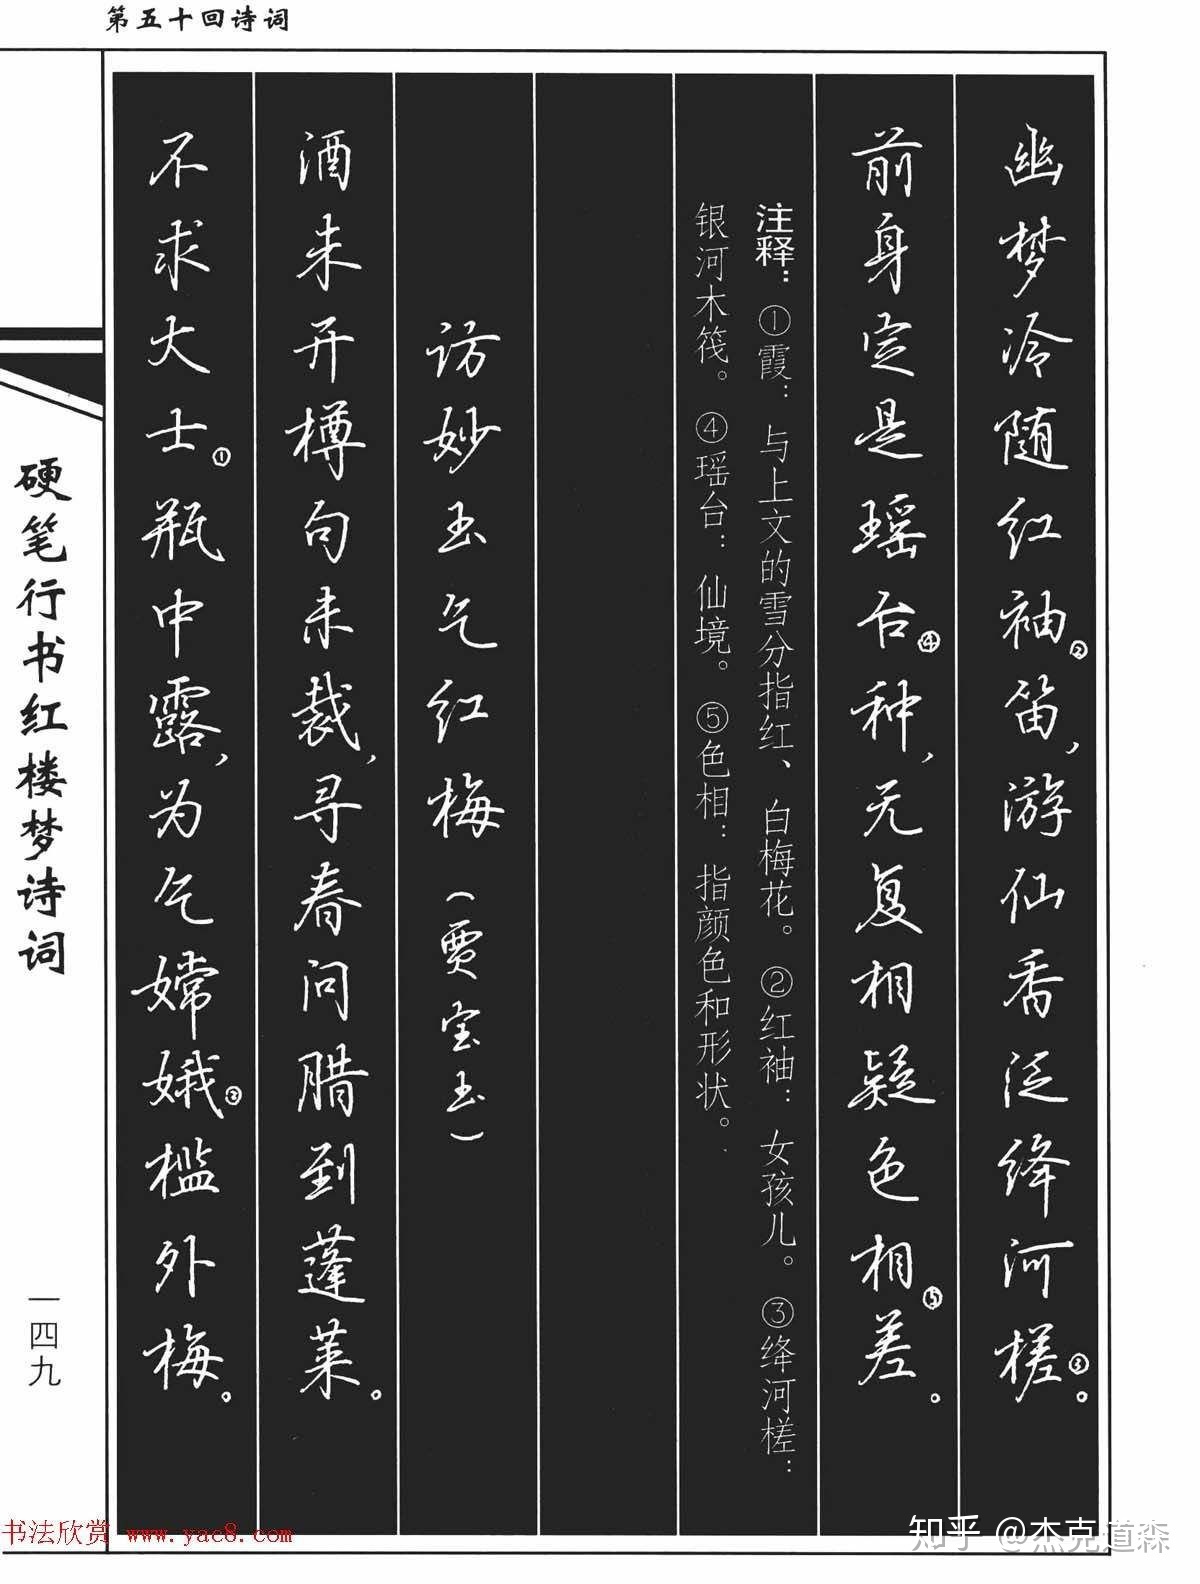 第五十回诗词
幽梦冷随红袖②笛，游仙香泛绛河槎③。
前身定是瑶台④种，无复相疑色相⑤差。
注释：①霞：与上文的雪分指红、白梅花。②红袖：女孩儿。③绛河槎：
银河木筏。④瑶台：仙境。⑤色相：指颜色和形状。
访妙玉乞红梅（贾宝玉）
酒未开樽句未裁，寻春问腊到蓬莱。
不求大士①瓶中露，为乞嫦娥②槛外梅。
硬笔行书红楼梦诗词
一四九
书法欣赏 www.yac8.com
知乎 @杰克道森